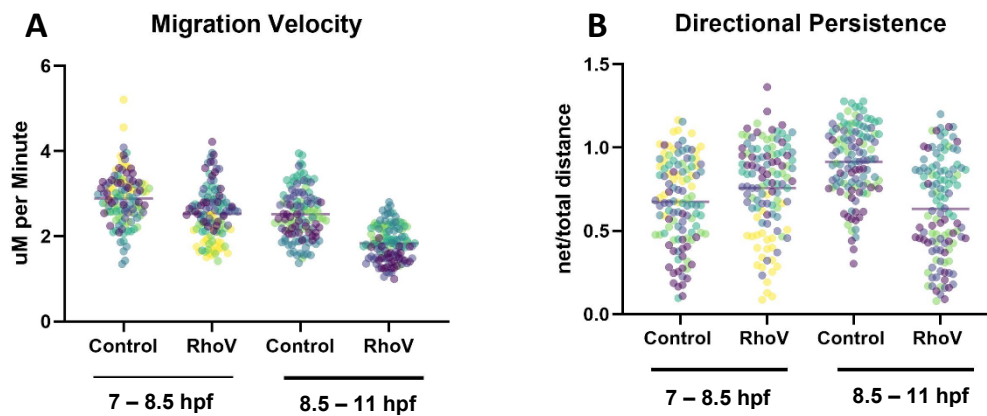 A
Migration Velocity
uM per Minute
6
4
2
0
Control
RhoV
Control
RhoV
7 – 8.5 hpf
8.5 – 11 hpf
B
Directional Persistence
net/total distance
1.5
1.0
0.5
0.0
Control
RhoV
Control
RhoV
7 – 8.5 hpf
8.5 – 11 hpf